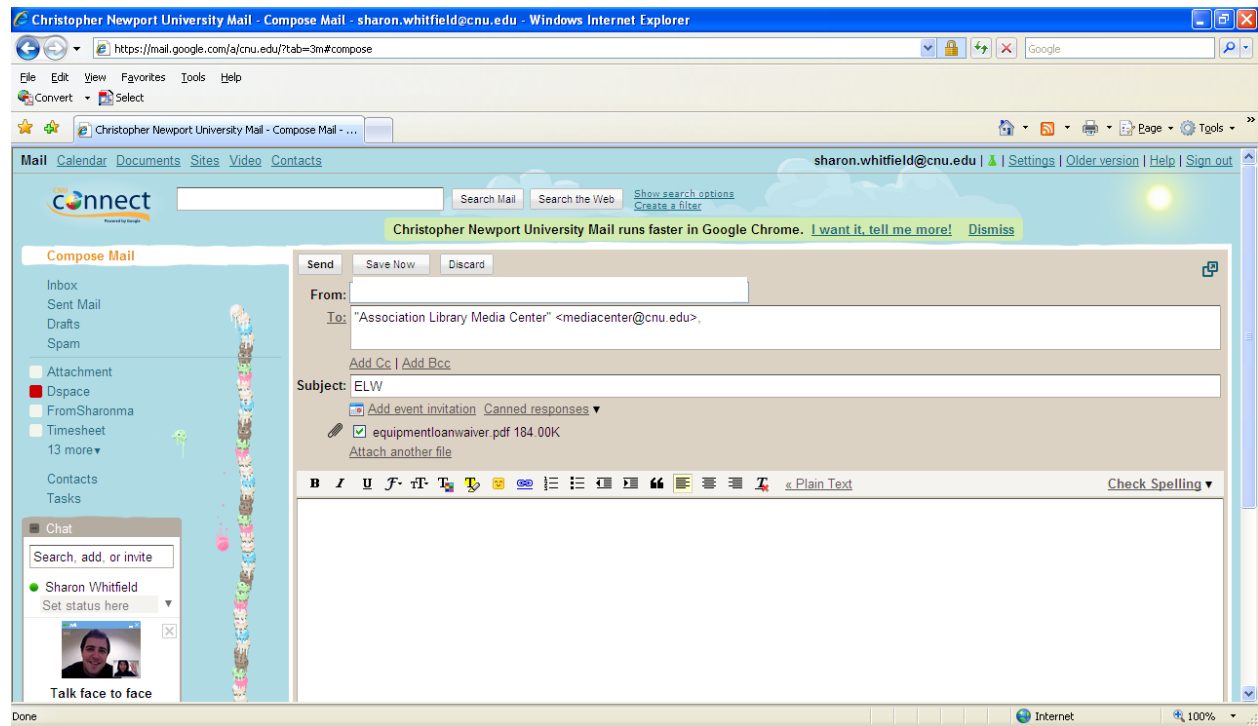 Christopher Newport University Mail - Compose Mail - sharon.whitfield@cnu.edu - Windows Internet Explorer
https://mail.google.com/a/cnu.edu/?tab=3m#compose
Google
File Edit View Favorites Tools Help
Convert Select
Christopher Newport University Mail - Compose Mail - ...
Page Tools »
Mail Calendar Documents Sites Video Contacts
sharon.whitfield@cnu.edu | Settings | Older version | Help | Sign out
CNU connect Powered by Google
Search Mail Search the Web Show search options
Create a filter
Christopher Newport University Mail runs faster in Google Chrome. I want it, tell me more! Dismiss
Compose Mail
Inbox
Sent Mail
Drafts
Spam
Attachment
Dspace
FromSharonma
Timesheet
13 more▾
Contacts
Tasks
Chat
Search, add, or invite
Sharon Whitfield
Set status here
Talk face to face
Send Save Now Discard
From:
To: "Association Library Media Center" <mediacenter@cnu.edu>,
Add Cc | Add Bcc
Subject: ELW
Add event invitation Canned responses ▼
equipmentloanwaiver.pdf 184.00K
Attach another file
B I U F T T T « Plain Text Check Spelling ▼
Done Internet 100%